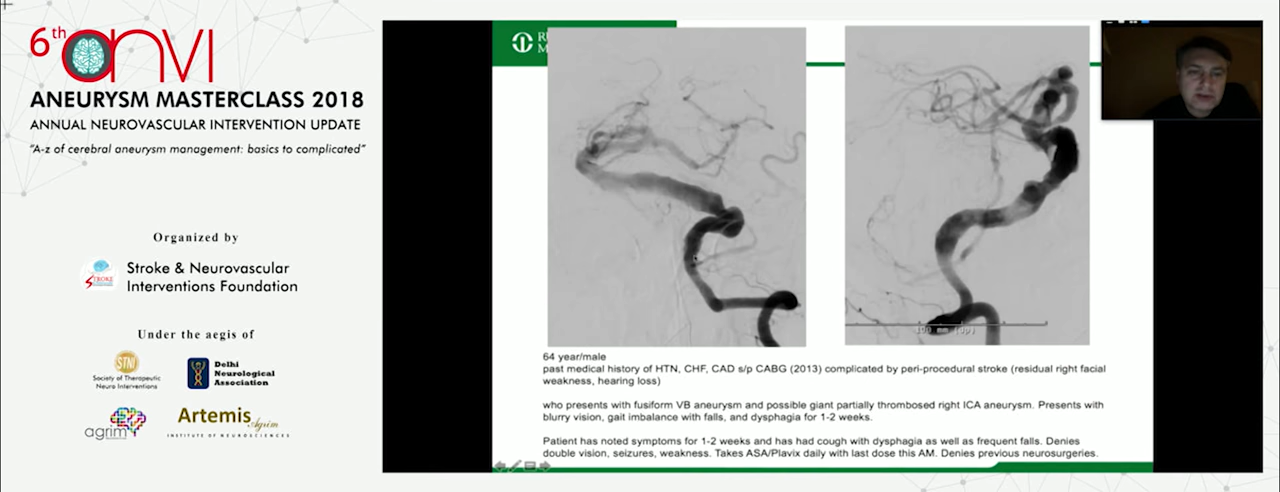 6th anvi
ANEURYSM MASTERCLASS 2018
ANNUAL NEUROVASCULAR INTERVENTION UPDATE
"A-z of cerebral aneurysm management: basics to complicated"
Organized by
STROKE
Stroke & Neurovascular
Interventions Foundation
Under the aegis of
STNI
Society of Therapeutic
Neuro Interventions
Delhi
Neurological
Association
agrim
Artemis
Agrim
INSTITUTE OF NEUROSCIENCES
64 year/male
past medical history of HTN, CHF, CAD s/p CABG (2013) complicated by peri-procedural stroke (residual right facial
weakness, hearing loss)
who presents with fusiform VB aneurysm and possible giant partially thrombosed right ICA aneurysm. Presents with
blurry vision, gait imbalance with falls, and dysphagia for 1-2 weeks.
Patient has noted symptoms for 1-2 weeks and has had cough with dysphagia as well as frequent falls. Denies
double vision, seizures, weakness. Takes ASA/Plavix daily with last dose this AM. Denies previous neurosurgeries.